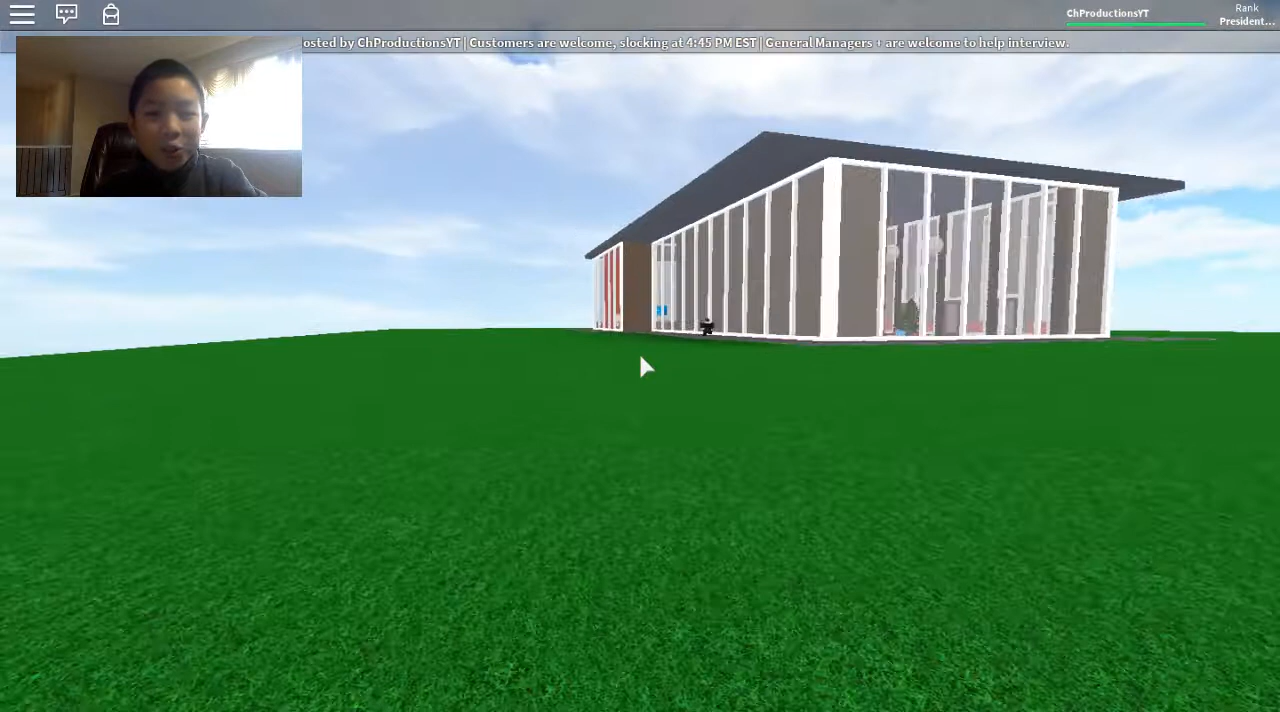 ChProductionsYT
Rank
President...
osted by ChProductionsYT | Customers are welcome, slocking at 4:45 PM EST | General Managers + are welcome to help interview.